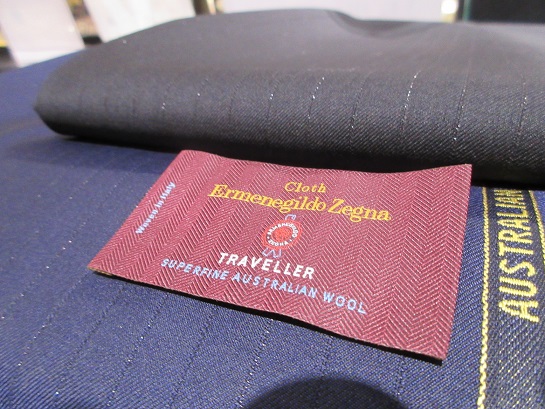 Cloth
Ermenegildo Zegna
TRAVELLER
SUPERFINE AUSTRALIAN WOOL
Woven in Italy
AUSTRALIAN